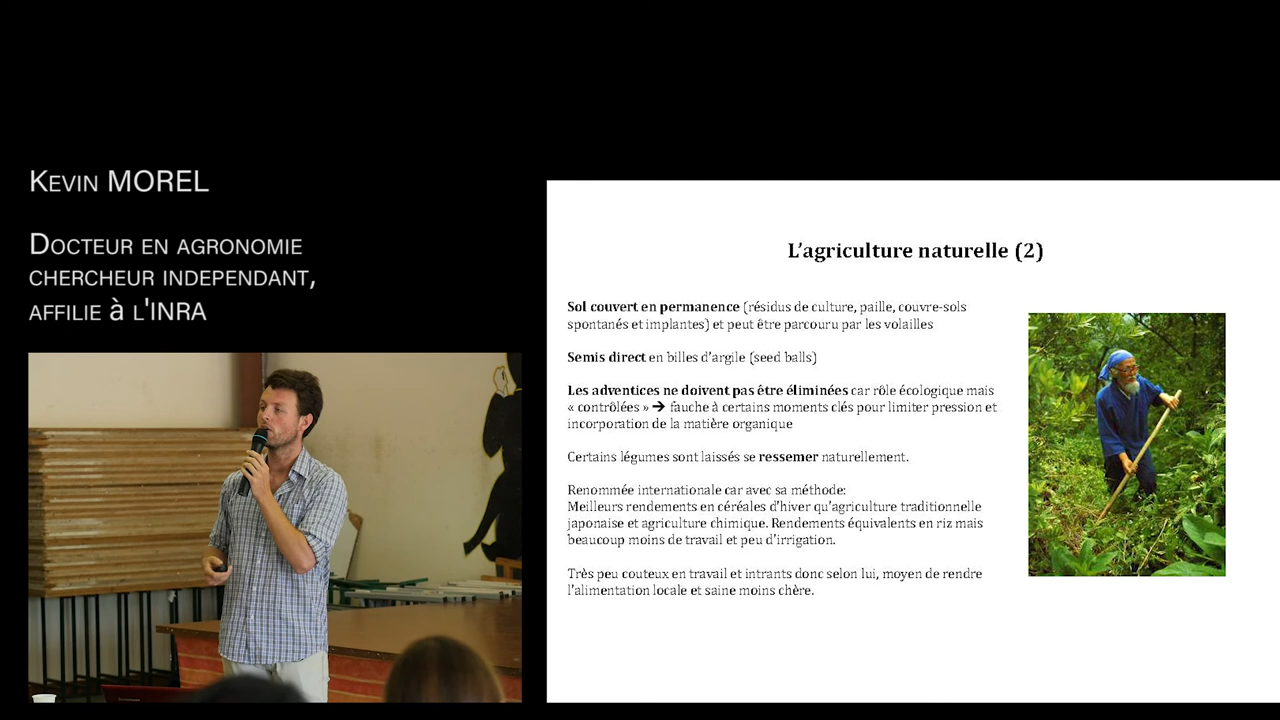 Kevin MOREL
Docteur en agronomie
chercheur independant,
affilie à l'INRA
L'agriculture naturelle (2)
Sol couvert en permanence (résidus de culture, paille, couvre-sols
spontanés et implantes) et peut être parcouru par les volailles
Semis direct en billes d'argile (seed balls)
Les adventices ne doivent pas être éliminées car rôle écologique mais
« contrôlées » → fauche à certains moments clés pour limiter pression et
incorporation de la matière organique
Certains légumes sont laissés se ressemer naturellement.
Renommée internationale car avec sa méthode:
Meilleurs rendements en céréales d'hiver qu'agriculture traditionnelle
japonaise et agriculture chimique. Rendements équivalents en riz mais
beaucoup moins de travail et peu d'irrigation.
Très peu couteux en travail et intrants donc selon lui, moyen de rendre
l'alimentation locale et saine moins chère.